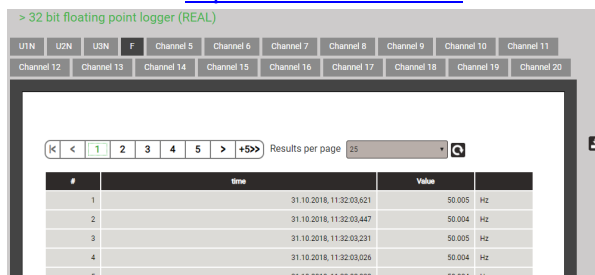 > 32 bit floating point logger (REAL)
U1N U2N U3N F Channel 5 Channel 6 Channel 7 Channel 8 Channel 9 Channel 10 Channel 11
Channel 12 Channel 13 Channel 14 Channel 15 Channel 16 Channel 17 Channel 18 Channel 19 Channel 20
|< < 1 2 3 4 5 > +5>> Results per page 25
# time Value
1 31.10.2018, 11:32:03,621 50.005 Hz
2 31.10.2018, 11:32:03,447 50.004 Hz
3 31.10.2018, 11:32:03,231 50.005 Hz
4 31.10.2018, 11:32:03,026 50.004 Hz